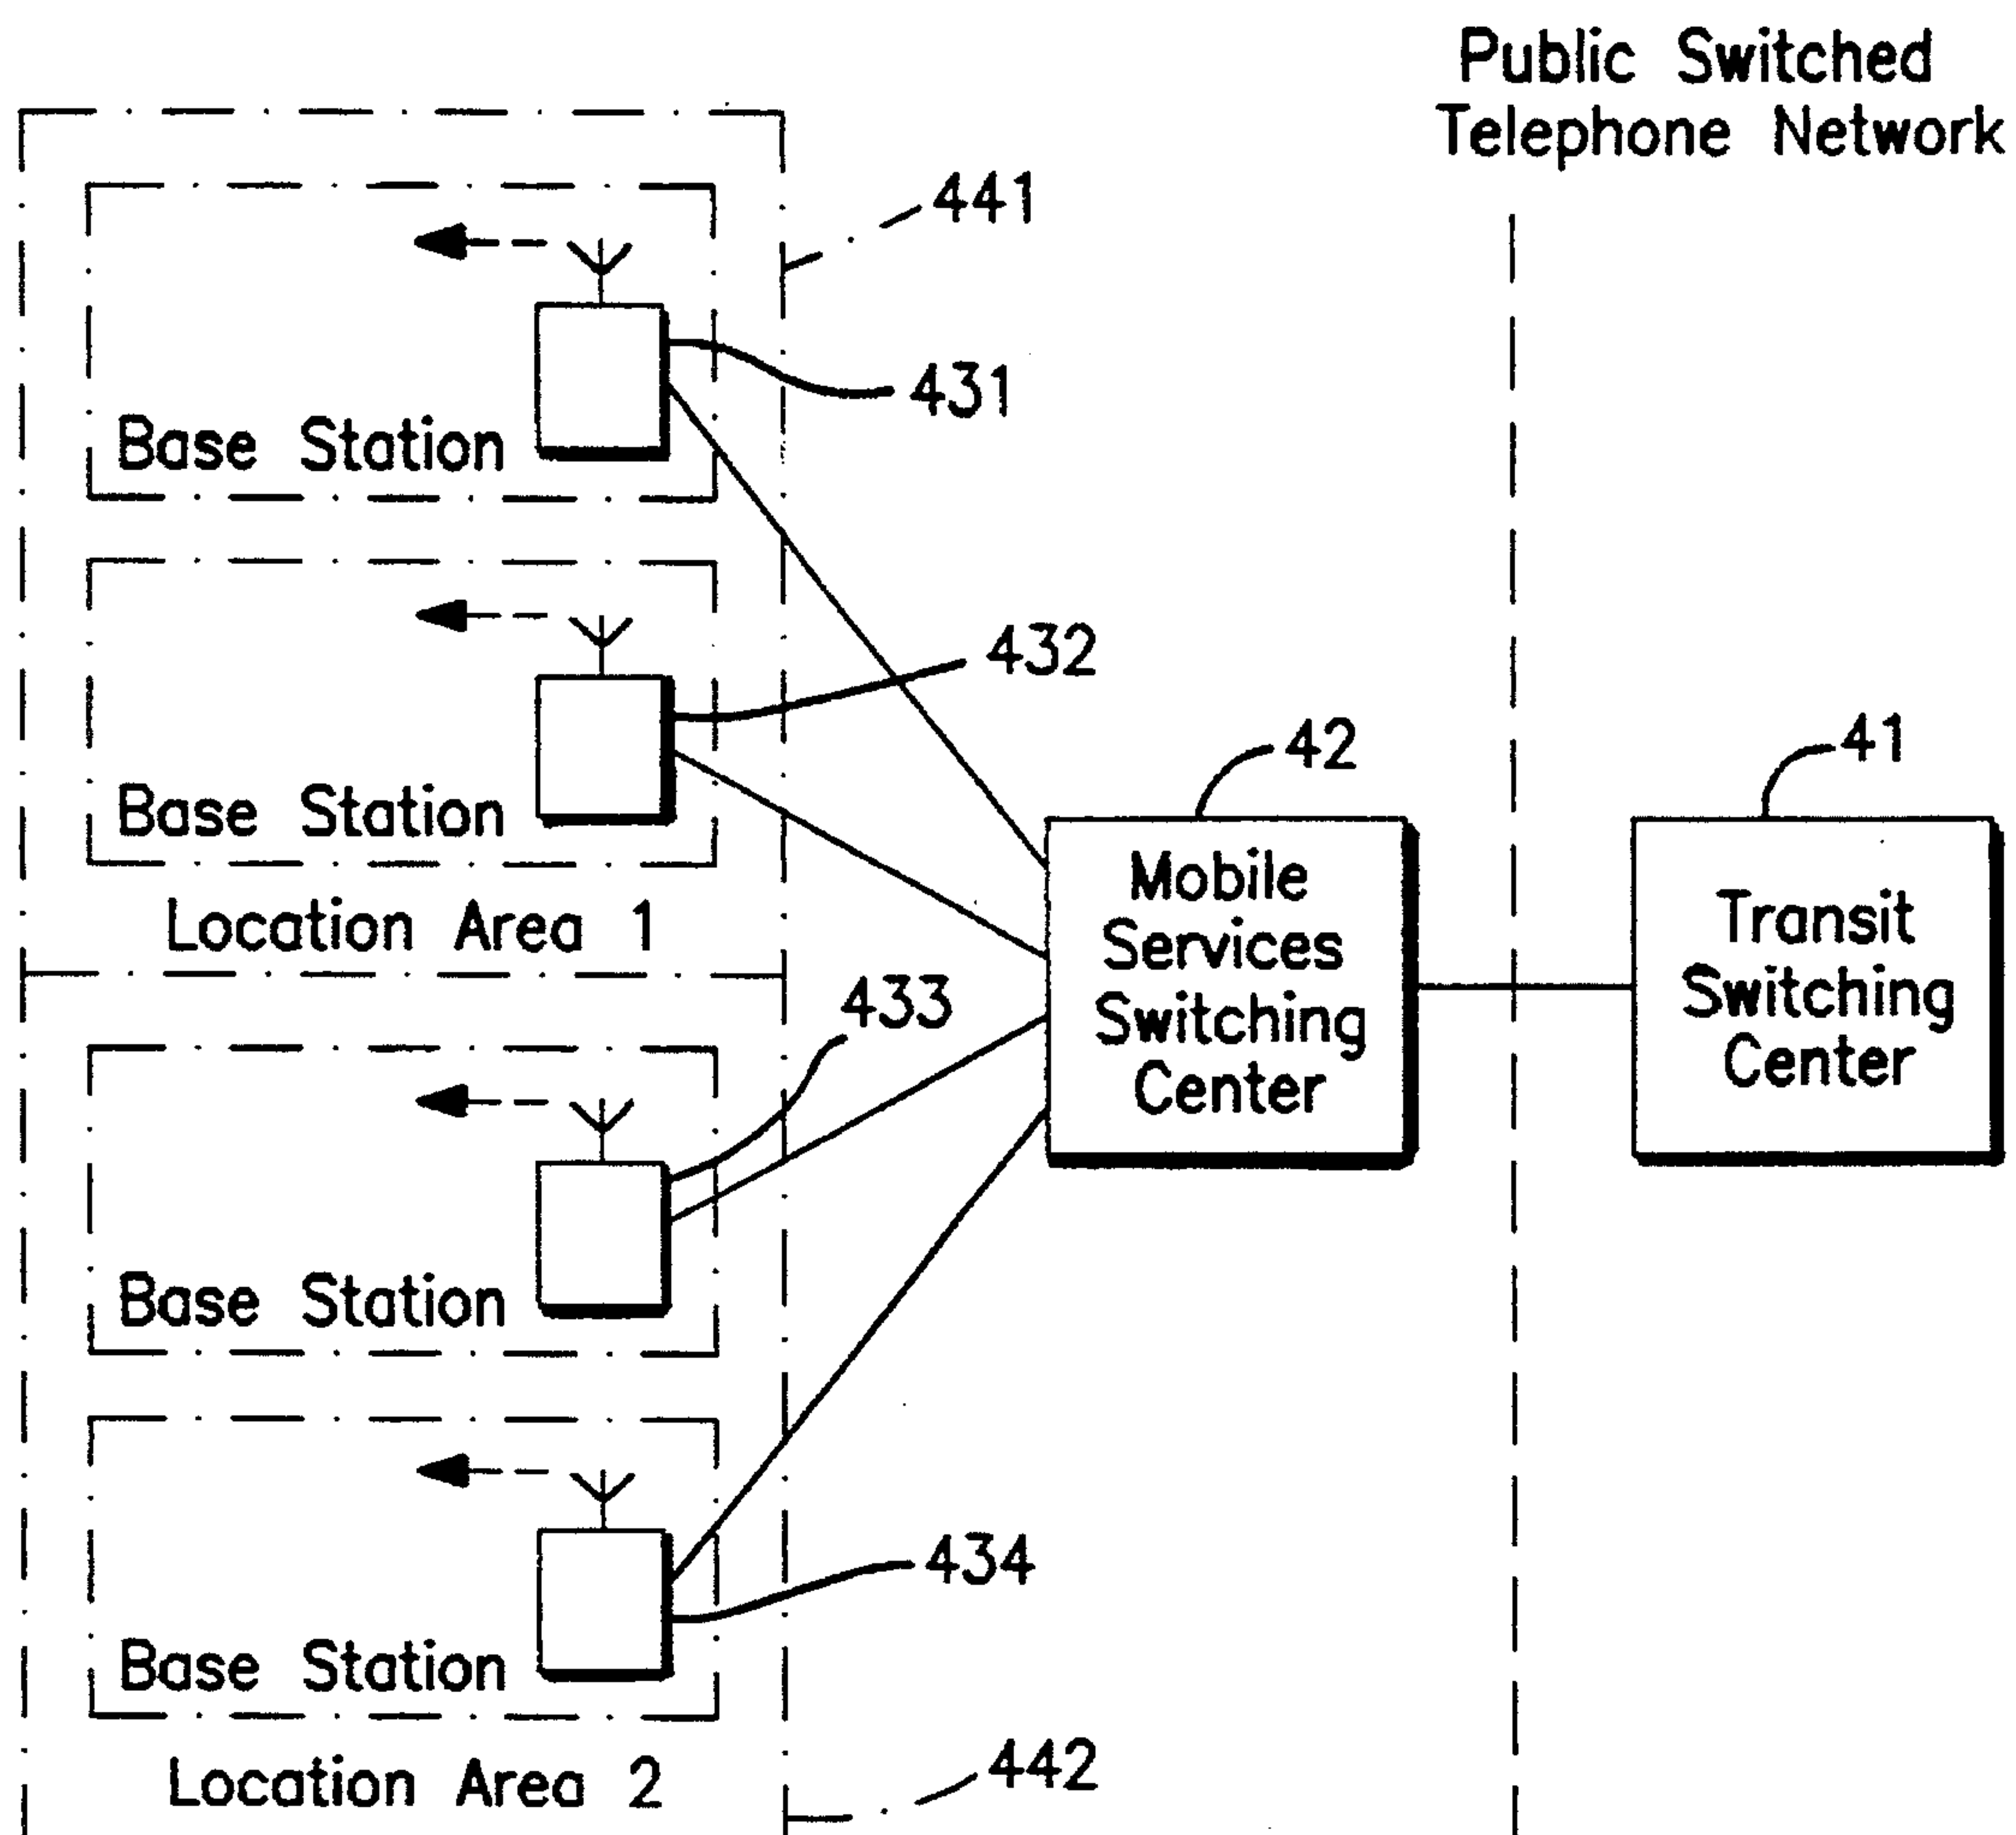 Public Switched
Telephone Network
441
431
Base Station
432
Base Station
Location Area 1
42
Mobile
Services
Switching
Center
41
Transit
Switching
Center
433
Base Station
434
Base Station
Location Area 2
442